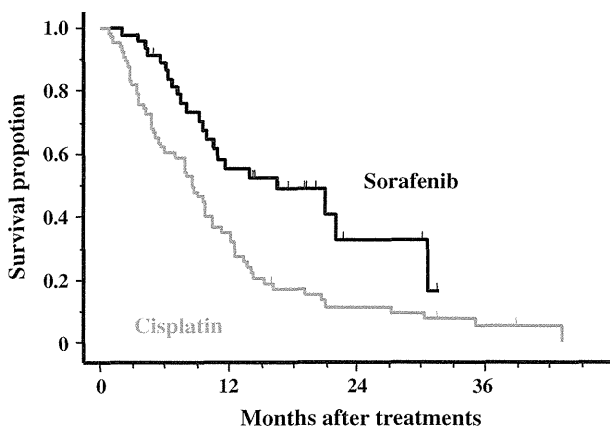 Survival propotion
1.0
0.8
0.6
0.4
0.2
0
Sorafenib
Cisplatin
0 12 24 36
Months after treatments